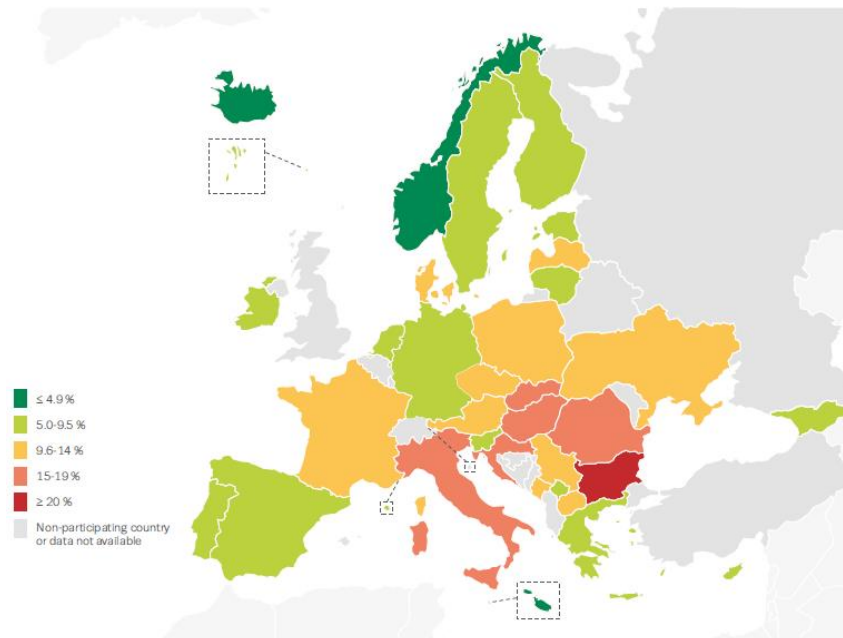 ≤ 4.9 %
5.0-9.5 %
9.6-14 %
15-19 %
≥ 20 %
Non-participating country
or data not available